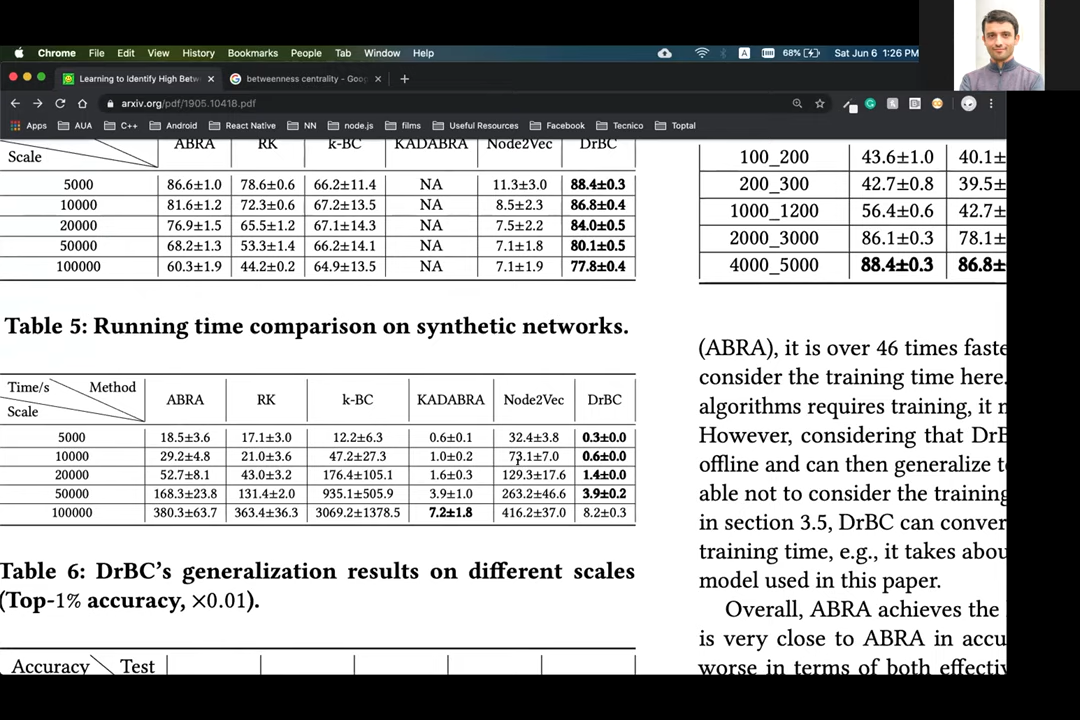 Chrome File Edit View History Bookmarks People Tab Window Help A 68% Sat Jun 6 1:26 PM
Learning to Identify High Betw × betweenness centrality - Goog × +
arxiv.org/pdf/1905.10418.pdf
Apps AUA C++ Android React Native NN node.js films Useful Resources Facebook Tecnico Toptal
Scale ABRA RK k-BC KADABRA Node2Vec DrBC
5000 86.6±1.0 78.6±0.6 66.2±11.4 NA 11.3±3.0 88.4±0.3
10000 81.6±1.2 72.3±0.6 67.2±13.5 NA 8.5±2.3 86.8±0.4
20000 76.9±1.5 65.5±1.2 67.1±14.3 NA 7.5±2.2 84.0±0.5
50000 68.2±1.3 53.3±1.4 66.2±14.1 NA 7.1±1.8 80.1±0.5
100000 60.3±1.9 44.2±0.2 64.9±13.5 NA 7.1±1.9 77.8±0.4
Table 5: Running time comparison on synthetic networks.
Time/s Method
Scale ABRA RK k-BC KADABRA Node2Vec DrBC
5000 18.5±3.6 17.1±3.0 12.2±6.3 0.6±0.1 32.4±3.8 0.3±0.0
10000 29.2±4.8 21.0±3.6 47.2±27.3 1.0±0.2 73.1±7.0 0.6±0.0
20000 52.7±8.1 43.0±3.2 176.4±105.1 1.6±0.3 129.3±17.6 1.4±0.0
50000 168.3±23.8 131.4±2.0 935.1±505.9 3.9±1.0 263.2±46.6 3.9±0.2
100000 380.3±63.7 363.4±36.3 3069.2±1378.5 7.2±1.8 416.2±37.0 8.2±0.3
Table 6: DrBC's generalization results on different scales
(Top-1% accuracy, ×0.01).
Accuracy Test
100_200 43.6±1.0 40.1±
200_300 42.7±0.8 39.5±
1000_1200 56.4±0.6 42.7±
2000_3000 86.1±0.3 78.1±
4000_5000 88.4±0.3 86.8±
(ABRA), it is over 46 times faste
consider the training time here.
algorithms requires training, it n
However, considering that DrB
offline and can then generalize t
able not to consider the training
in section 3.5, DrBC can conver
training time, e.g., it takes abou
model used in this paper.
Overall, ABRA achieves the
is very close to ABRA in accu
worse in terms of both effectiv